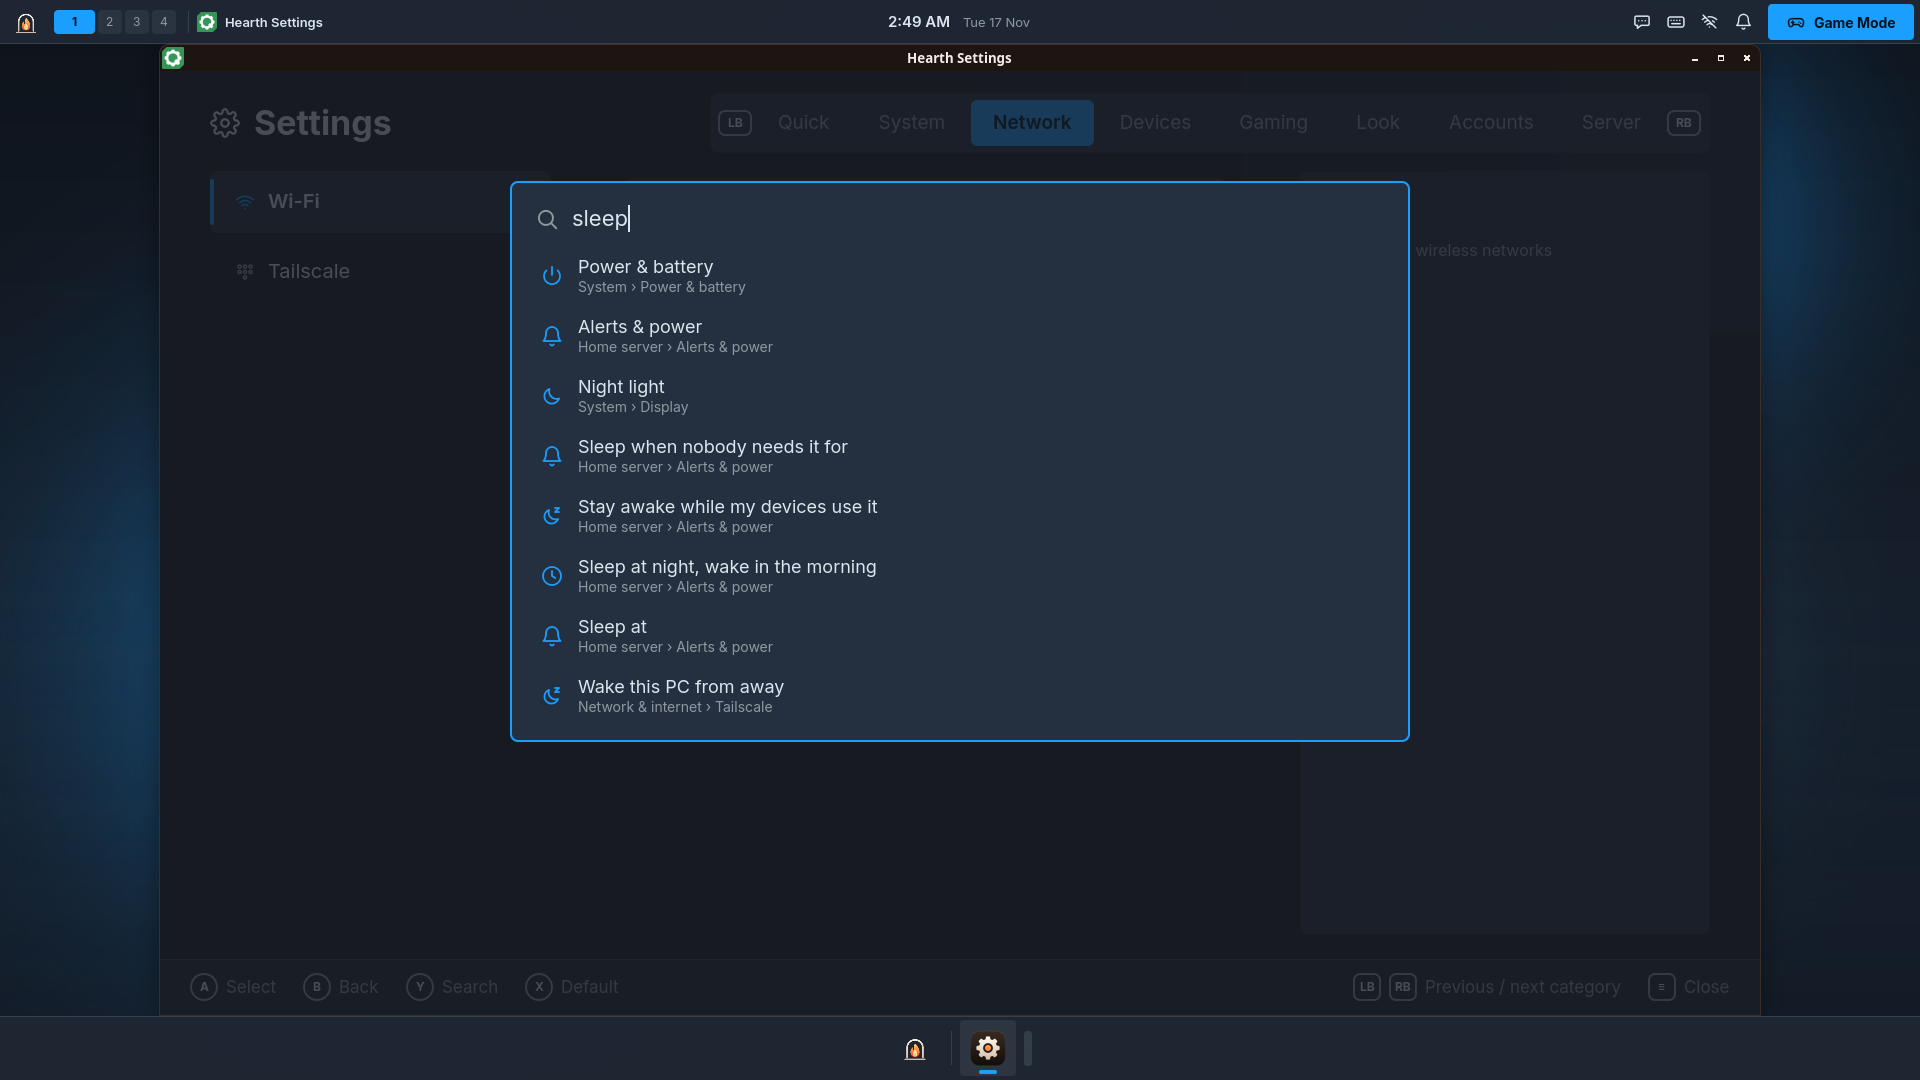 1 2 3 4 Hearth Settings 2:49 AM Tue 17 Nov Game Mode
Hearth Settings
Settings
LB Quick System Network Devices Gaming Look Accounts Server RB
Wi-Fi
Tailscale
wireless networks
sleep
Power & battery
System › Power & battery
Alerts & power
Home server › Alerts & power
Night light
System › Display
Sleep when nobody needs it for
Home server › Alerts & power
Stay awake while my devices use it
Home server › Alerts & power
Sleep at night, wake in the morning
Home server › Alerts & power
Sleep at
Home server › Alerts & power
Wake this PC from away
Network & internet › Tailscale
A Select B Back Y Search X Default LB RB Previous / next category ≡ Close